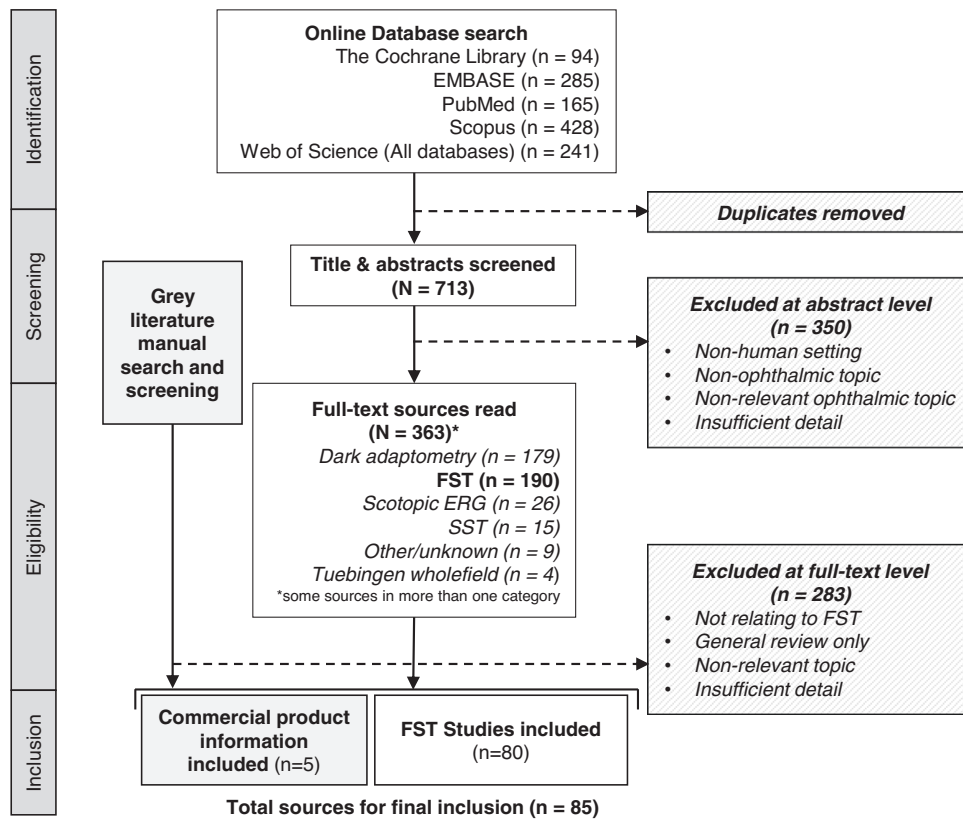 Identification
Online Database search
The Cochrane Library (n = 94)
EMBASE (n = 285)
PubMed (n = 165)
Scopus (n = 428)
Web of Science (All databases) (n = 241)
Duplicates removed
Screening
Title & abstracts screened
(N = 713)
Grey
literature
manual
search and
screening
Excluded at abstract level
(n = 350)
• Non-human setting
• Non-ophthalmic topic
• Non-relevant ophthalmic topic
• Insufficient detail
Eligibility
Full-text sources read
(N = 363)*
Dark adaptometry (n = 179)
FST (n = 190)
Scotopic ERG (n = 26)
SST (n = 15)
Other/unknown (n = 9)
Tuebingen wholefield (n = 4)
*some sources in more than one category
Excluded at full-text level
(n = 283)
• Not relating to FST
• General review only
• Non-relevant topic
• Insufficient detail
Inclusion
Commercial product
information
included (n=5)
FST Studies included
(n=80)
Total sources for final inclusion (n = 85)